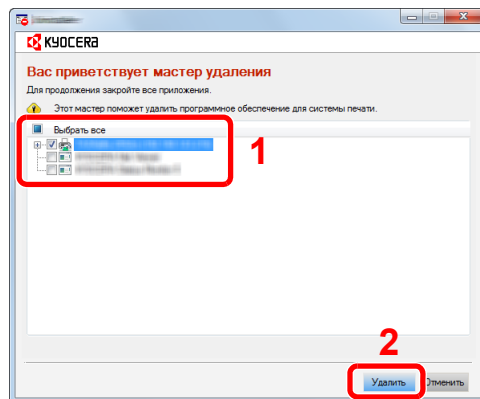 KYOCERA
Вас приветствует мастер удаления
Для продолжения закройте все приложения.
Этот мастер поможет удалить программное обеспечение для системы печати.
Выбрать все
1
2
Удалить Отменить